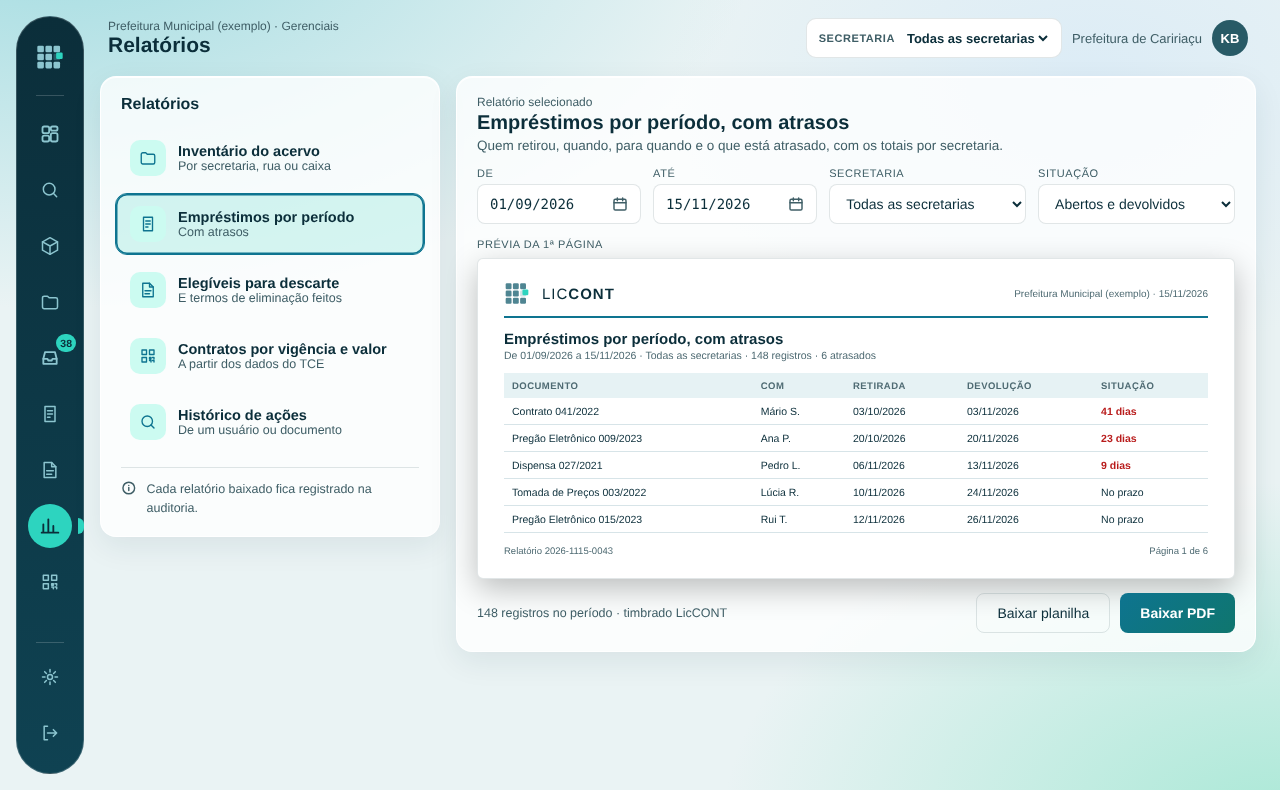 Prefeitura Municipal (exemplo) · Gerenciais
Relatórios
SECRETARIA Todas as secretarias
Prefeitura de Caririaçu
KB
38
Relatórios
Inventário do acervo
Por secretaria, rua ou caixa
Empréstimos por período
Com atrasos
Elegíveis para descarte
E termos de eliminação feitos
Contratos por vigência e valor
A partir dos dados do TCE
Histórico de ações
De um usuário ou documento
Cada relatório baixado fica registrado na
auditoria.
Relatório selecionado
Empréstimos por período, com atrasos
Quem retirou, quando, para quando e o que está atrasado, com os totais por secretaria.
DE ATÉ SECRETARIA SITUAÇÃO
01/09/2026 15/11/2026 Todas as secretarias Abertos e devolvidos
PRÉVIA DA 1ª PÁGINA
LICCONT
Prefeitura Municipal (exemplo) · 15/11/2026
Empréstimos por período, com atrasos
De 01/09/2026 a 15/11/2026 · Todas as secretarias · 148 registros · 6 atrasados
DOCUMENTO COM RETIRADA DEVOLUÇÃO SITUAÇÃO
Contrato 041/2022 Mário S. 03/10/2026 03/11/2026 41 dias
Pregão Eletrônico 009/2023 Ana P. 20/10/2026 20/11/2026 23 dias
Dispensa 027/2021 Pedro L. 06/11/2026 13/11/2026 9 dias
Tomada de Preços 003/2022 Lúcia R. 10/11/2026 24/11/2026 No prazo
Pregão Eletrônico 015/2023 Rui T. 12/11/2026 26/11/2026 No prazo
Relatório 2026-1115-0043 Página 1 de 6
148 registros no período · timbrado LicCONT
Baixar planilha
Baixar PDF